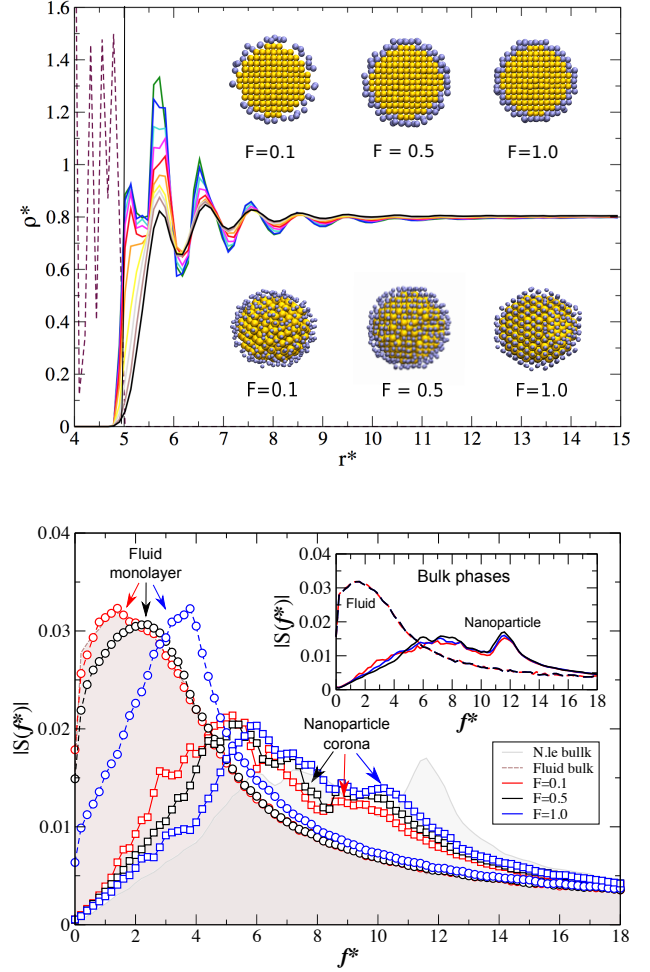 1.6
1.4
1.2
1
0.8
0.6
0.4
0.2
0
ρ*
F=0.1
F = 0.5
F=1.0
F=0.1
F=0.5
F=1.0
4 5 6 7 8 9 10 11 12 13 14 15
r*
0.04
0.03
0.02
0.01
0
|S(f*)|
Fluid
monolayer
Nanoparticle
corona
0.04
0.03
0.02
0.01
0
|S(f*)|
Bulk phases
Fluid
Nanoparticle
0 2 4 6 8 10 12 14 16 18
f*
N.le bullk
Fluid bulk
F=0.1
F=0.5
F=1.0
0 2 4 6 8 10 12 14 16 18
f*